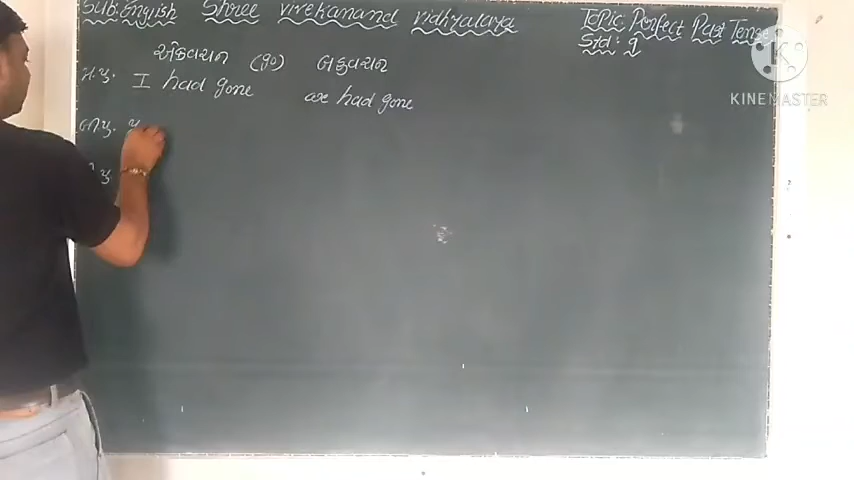 Sub: English Shree Vivekanand Vidhyalaya Topic: Perfect Past Tense
Std: 9
એકવચન (go) બહુવચન
I had gone we had gone
બી.પુ.
પુ.
KINEMASTER